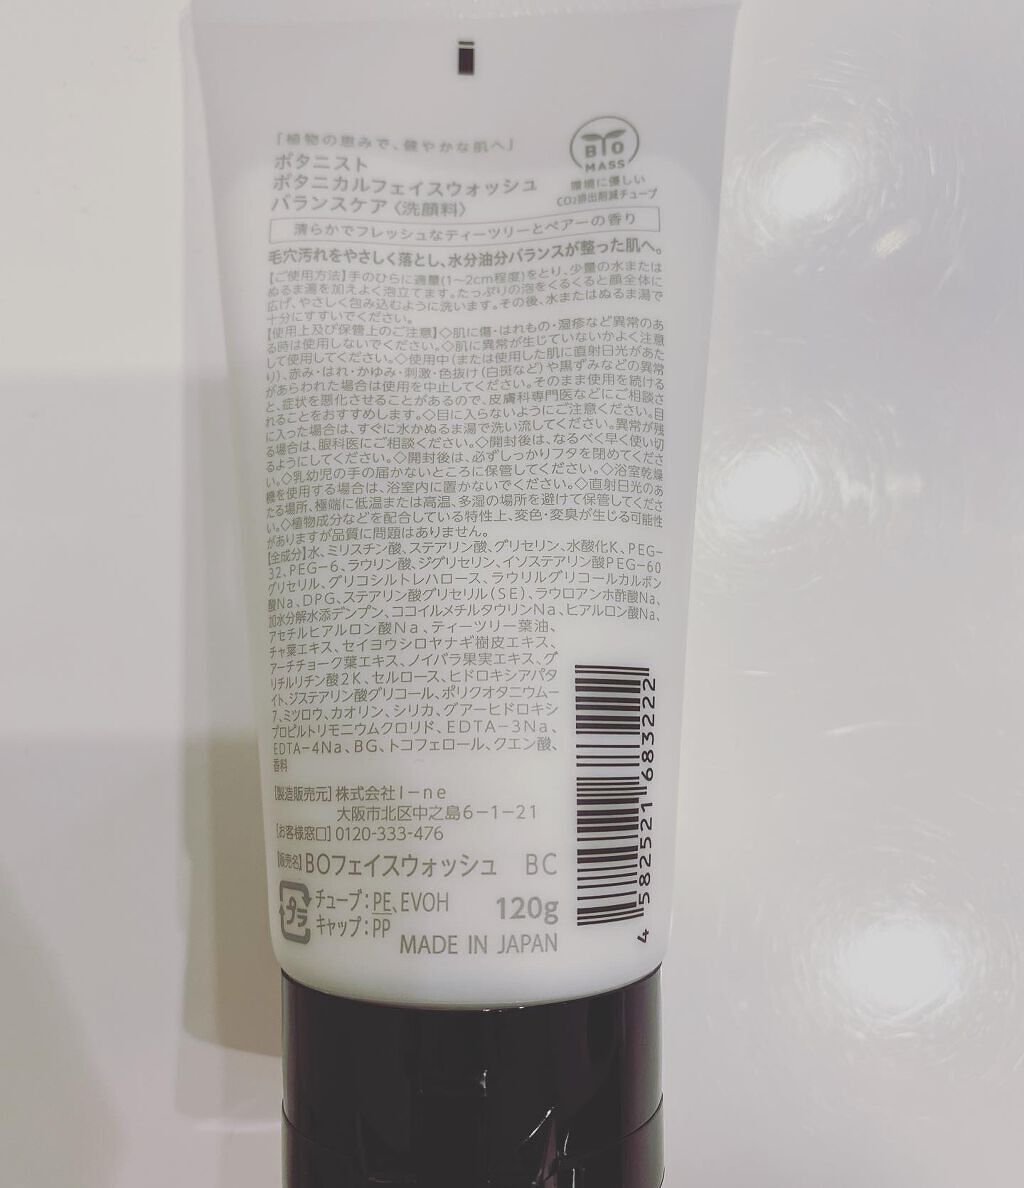 「植物の恵みで、健やかな肌へ」
ボタニスト
ボタニカルフェイスウォッシュ
バランスケア〈洗顔料〉
BIO
MASS
環境に優しい
CO₂排出削減チューブ
清らかでフレッシュなティーツリーとペアーの香り
毛穴汚れをやさしく落とし、水分油分バランスが整った肌へ。
【ご使用方法】手のひらに適量(1〜2cm程度)をとり、少量の水または
ぬるま湯を加えよく泡立てます。たっぷりの泡をくるくると顔全体に
広げ、やさしく包み込むように洗います。その後、水またはぬるま湯で
十分にすすいでください。
【使用上及び保管上のご注意】◇肌に傷・はれもの・湿疹など異常のあ
る時は使用しないでください。◇肌に異常が生じていないかよく注意
して使用してください。◇使用中(または使用した肌に直射日光があた
り)、赤み・はれ・かゆみ・刺激・色抜け(白斑など)や黒ずみなどの異常
があらわれた場合は使用を中止してください。そのまま使用を続ける
と、症状を悪化させることがあるので、皮膚科専門医などにご相談さ
れることをおすすめします。◇目に入らないようにご注意ください。目
に入った場合は、すぐに水かぬるま湯で洗い流してください。異常が残
る場合は、眼科医にご相談ください。◇開封後は、なるべく早く使い切
るようにしてください。◇開封後は、必ずしっかりフタを閉めてくださ
い。◇乳幼児の手の届かないところに保管してください。◇浴室乾燥
機を使用する場合は、浴室内に置かないでください。◇直射日光のあ
たる場所、極端に低温または高温、多湿の場所を避けて保管してくださ
い。◇植物成分などを配合している特性上、変色・変臭が生じる可能性
がありますが品質に問題はありません。
【全成分】水、ミリスチン酸、ステアリン酸、グリセリン、水酸化K、PEG-
32、PEG-6、ラウリン酸、ジグリセリン、イソステアリン酸PEG-60
グリセリル、グリコシルトレハロース、ラウリルグリコールカルボン
酸Na、DPG、ステアリン酸グリセリル(SE)、ラウロアンホ酢酸Na、
加水分解水添デンプン、ココイルメチルタウリンNa、ヒアルロン酸Na、
アセチルヒアルロン酸Na、ティーツリー葉油、
チャ葉エキス、セイヨウシロヤナギ樹皮エキス、
アーチチョーク葉エキス、ノイバラ果実エキス、グ
リチルリチン酸2K、セルロース、ヒドロキシアパタ
イト、ジステアリン酸グリコール、ポリクオタニウム-
7、ミツロウ、カオリン、シリカ、グアーヒドロキシ
プロピルトリモニウムクロリド、EDTA-3Na、
EDTA-4Na、BG、トコフェロール、クエン酸、
香料
【製造販売元】株式会社I-ne
大阪市北区中之島6-1-21
【お客様窓口】0120-333-476
【販売名】BOフェイスウォッシュ BC
プラ
チューブ:PE、EVOH
キャップ:PP
120g
MADE IN JAPAN
4 582521 683222